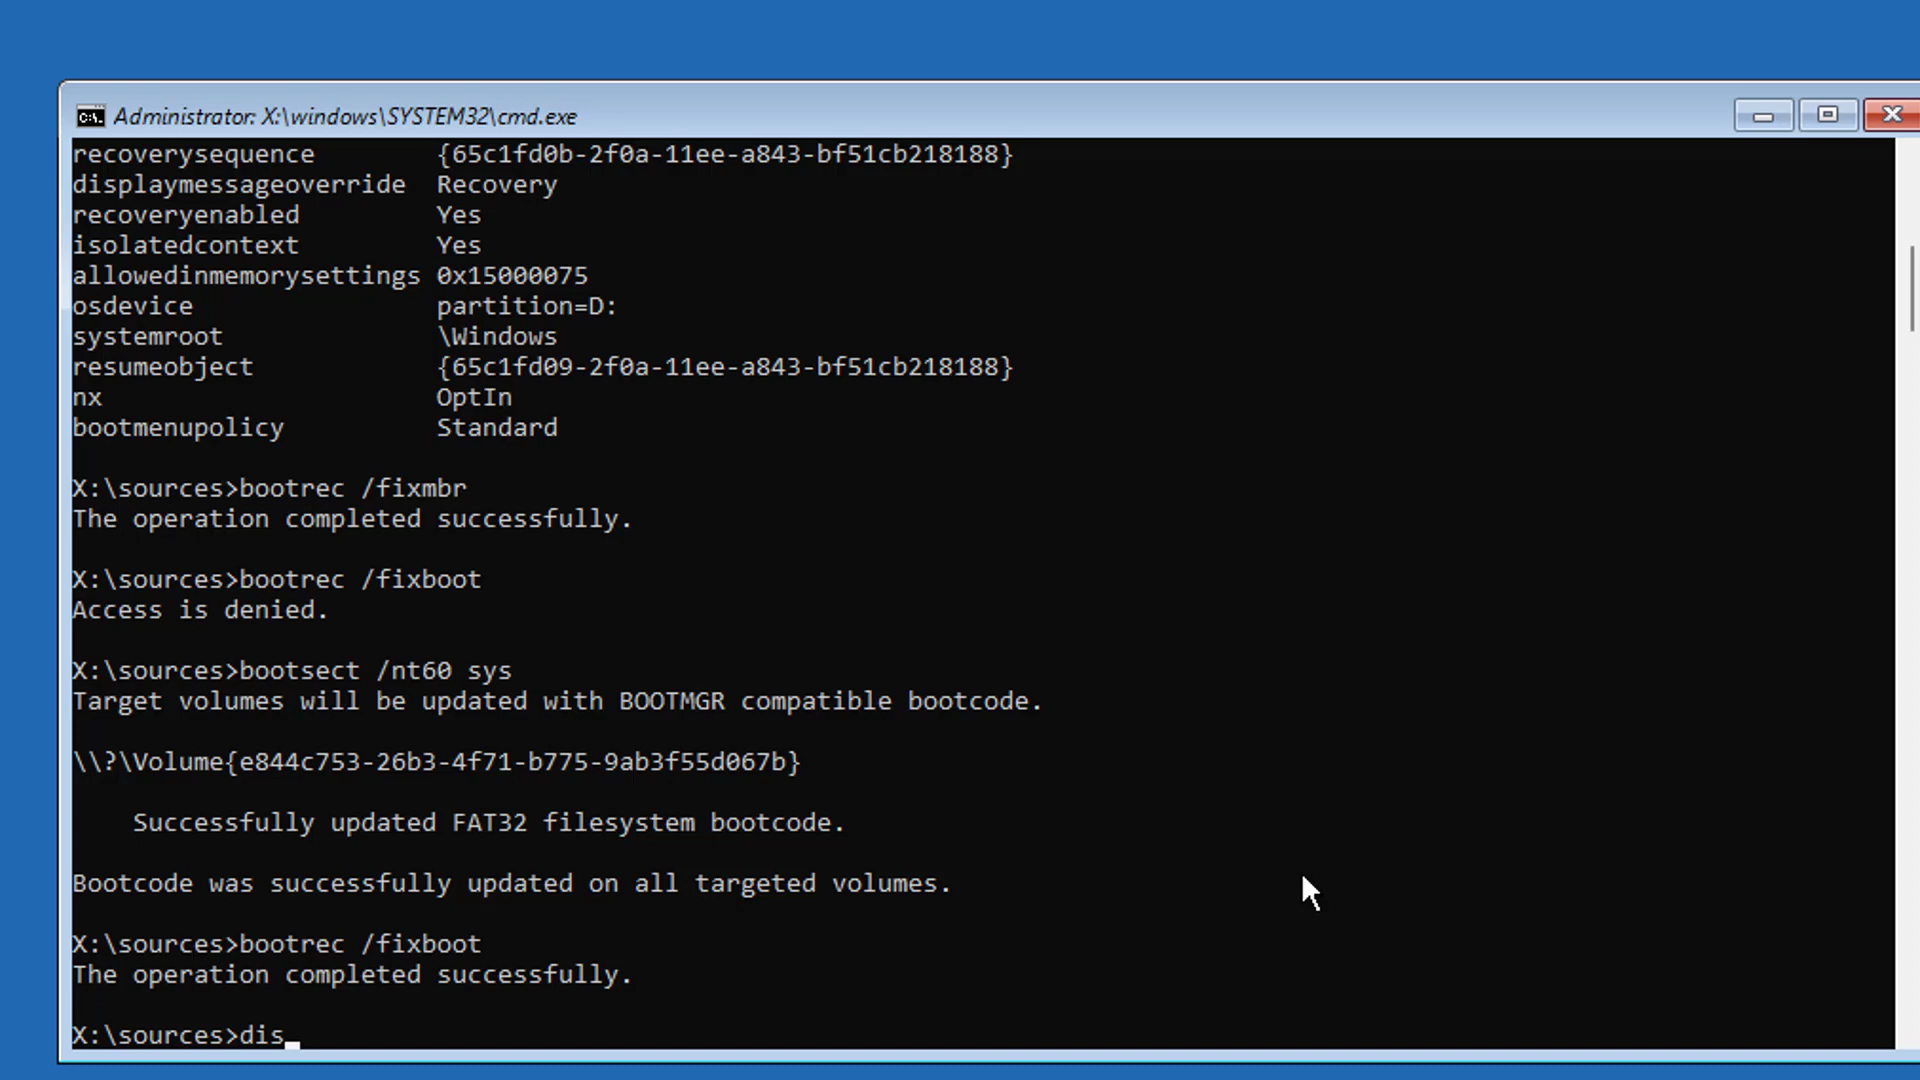 Administrator: X:\windows\SYSTEM32\cmd.exe
recoverysequence        {65c1fd0b-2f0a-11ee-a843-bf51cb218188}
displaymessageoverride  Recovery
recoveryenabled         Yes
isolatedcontext         Yes
allowedinmemorysettings 0x15000075
osdevice                partition=D:
systemroot              \Windows
resumeobject            {65c1fd09-2f0a-11ee-a843-bf51cb218188}
nx                      OptIn
bootmenupolicy          Standard
X:\sources>bootrec /fixmbr
The operation completed successfully.
X:\sources>bootrec /fixboot
Access is denied.
X:\sources>bootsect /nt60 sys
Target volumes will be updated with BOOTMGR compatible bootcode.
\\?\Volume{e844c753-26b3-4f71-b775-9ab3f55d067b}
Successfully updated FAT32 filesystem bootcode.
Bootcode was successfully updated on all targeted volumes.
X:\sources>bootrec /fixboot
The operation completed successfully.
X:\sources>dis